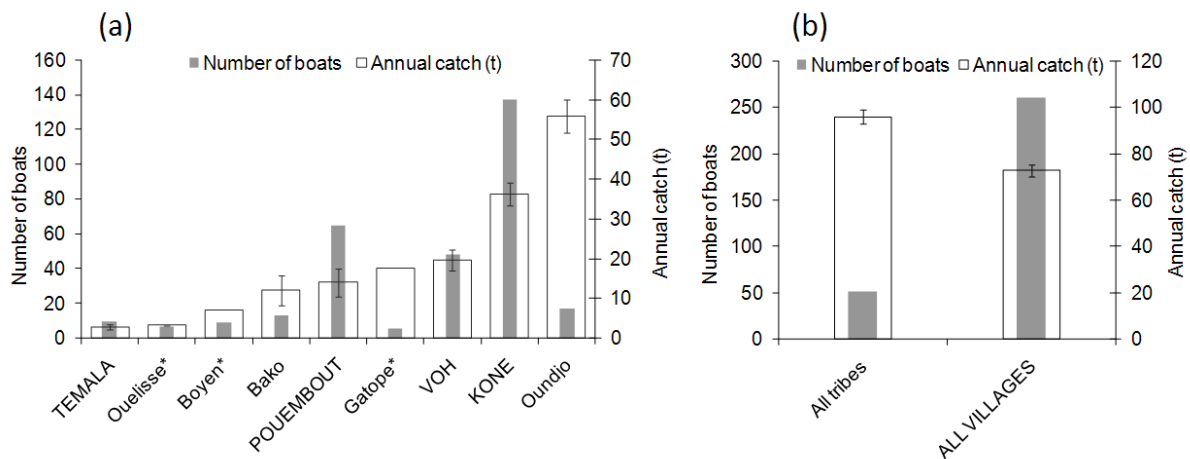 (a)
Number of boats
Annual catch (t)
160
140
120
100
80
60
40
20
0
Number of boats
70
60
50
40
30
20
10
0
Annual catch (t)
TEMALA
Ouelisse*
Boyen*
Bako
POUEMBOUT
Gatope*
VOH
KONE
Oundjo
(b)
Number of boats
Annual catch (t)
300
250
200
150
100
50
0
Number of boats
120
100
80
60
40
20
0
Annual catch (t)
All tribes
ALL VILLAGES